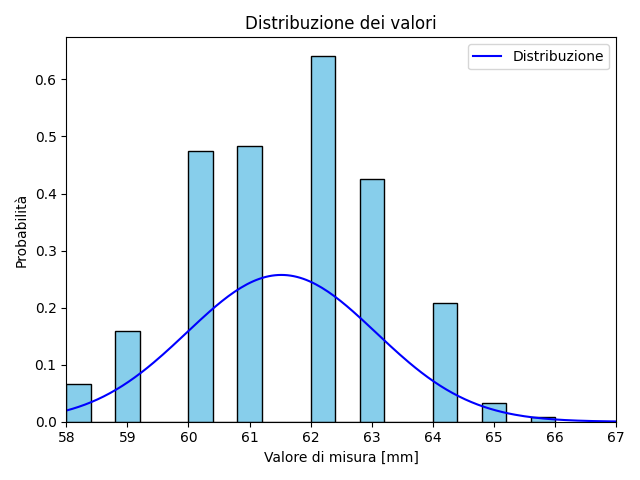 Distribuzione dei valori
Distribuzione
Probabilità
0.6
0.5
0.4
0.3
0.2
0.1
0.0
58 59 60 61 62 63 64 65 66 67
Valore di misura [mm]